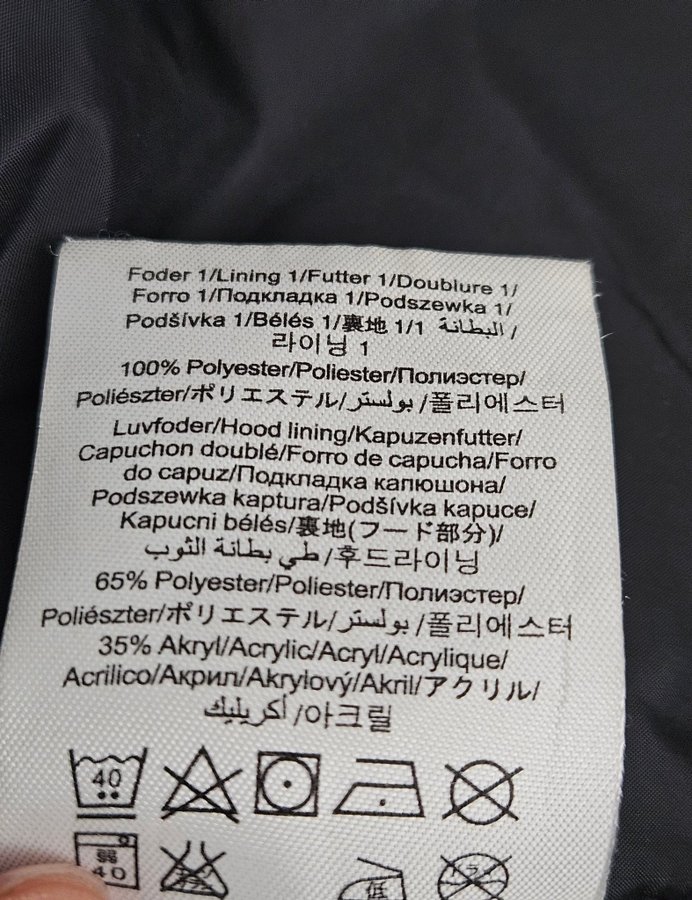 Foder 1/Lining 1/Futter 1/Doublure 1/
Forro 1/Подкладка 1/Podszewka 1/
Podšívka 1/Bélés 1/裏地 1/1 البطانة /
라이닝 1
100% Polyester/Poliester/Полиэстер/
Poliészter/ポリエステル/بولستر/폴리에스터
Luvfoder/Hood lining/Kapuzenfutter/
Capuchon doublé/Forro de capucha/Forro
do capuz/Подкладка капюшона/
Podszewka kaptura/Podšívka kapuce/
Kapucni bélés/裏地(フード部分)/
طي بطانة الثوب/후드라이닝
65% Polyester/Poliester/Полиэстер/
Poliészter/ポリエステル/بولستر/폴리에스터
35% Akryl/Acrylic/Acryl/Acrylique/
Acrilico/Акрил/Akrylový/Akril/アクリル/
أكريليك/아크릴
40
40 低